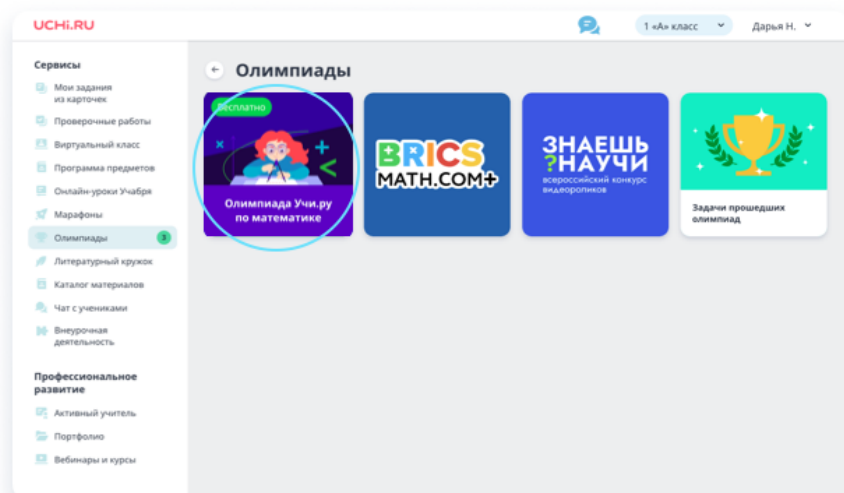 UCHi.RU
1 «А» класс
Дарья Н.
Сервисы
Мои задания
из карточек
Проверочные работы
Виртуальный класс
Программа предметов
Онлайн-уроки Учабря
Марафоны
Олимпиады
3
Литературный кружок
Каталог материалов
Чат с учениками
Внеурочная
деятельность
Профессиональное
развитие
Активный учитель
Портфолио
Вебинары и курсы
Олимпиады
Бесплатно
Олимпиада Учи.ру
по математике
BRICS
MATH.COM+
ЗНАЕШЬ
?НАУЧИ
всероссийский конкурс
видеороликов
Задачи прошедших
олимпиад